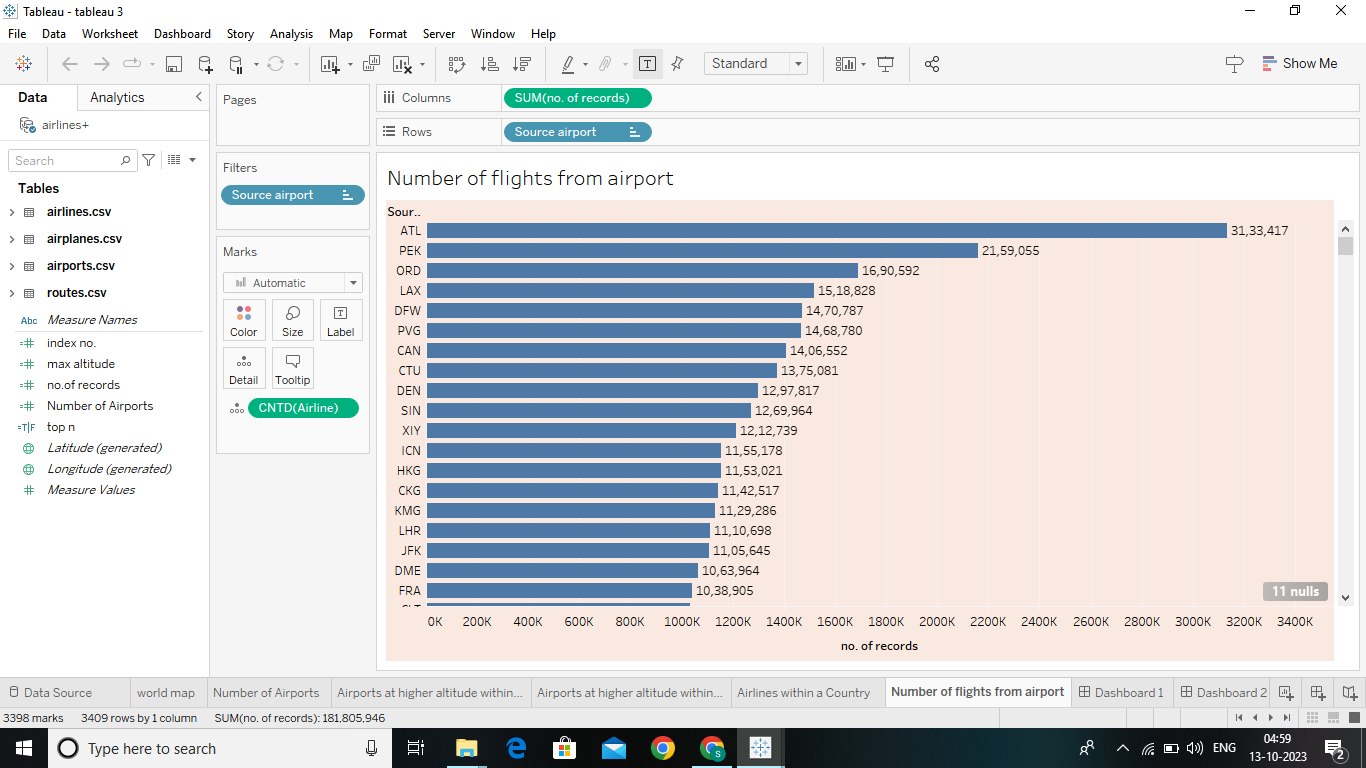 Tableau - tableau 3
File Data Worksheet Dashboard Story Analysis Map Format Server Window Help
Standard
Show Me
Data Analytics
airlines+
Search
Tables
airlines.csv
airplanes.csv
airports.csv
routes.csv
Abc Measure Names
index no.
max altitude
no.of records
Number of Airports
T|F top n
Latitude (generated)
Longitude (generated)
Measure Values
Pages
Filters
Source airport
Marks
Automatic
Color Size Label
Detail Tooltip
CNTD(Airline)
Columns SUM(no. of records)
Rows Source airport
Number of flights from airport
Sour..
ATL 31,33,417
PEK 21,59,055
ORD 16,90,592
LAX 15,18,828
DFW 14,70,787
PVG 14,68,780
CAN 14,06,552
CTU 13,75,081
DEN 12,97,817
SIN 12,69,964
XIY 12,12,739
ICN 11,55,178
HKG 11,53,021
CKG 11,42,517
KMG 11,29,286
LHR 11,10,698
JFK 11,05,645
DME 10,63,964
FRA 10,38,905
11 nulls
0K 200K 400K 600K 800K 1000K 1200K 1400K 1600K 1800K 2000K 2200K 2400K 2600K 2800K 3000K 3200K 3400K
no. of records
Data Source world map Number of Airports Airports at higher altitude within... Airports at higher altitude within... Airlines within a Country Number of flights from airport Dashboard 1 Dashboard 2
3398 marks 3409 rows by 1 column SUM(no. of records): 181,805,946
Type here to search
ENG
04:59
13-10-2023
2